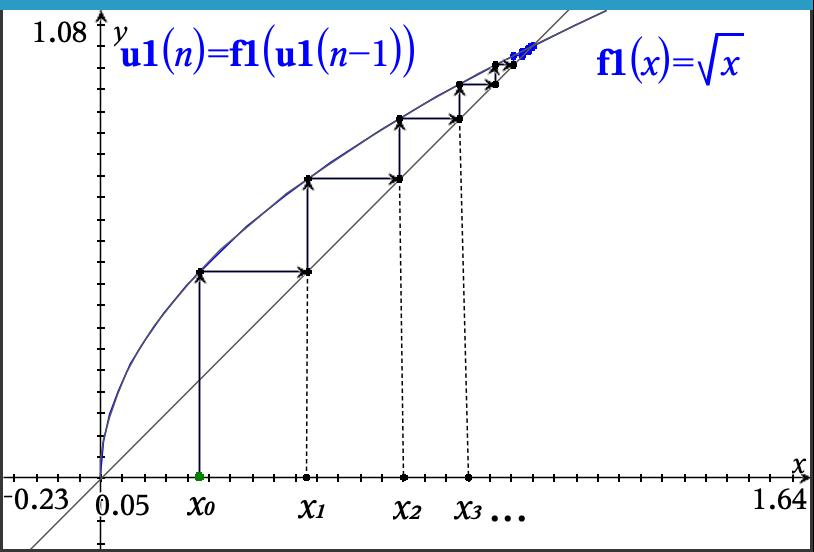 1.08 y
u1(n)=f1(u1(n−1))
f1(x)=√x
x
-0.23 0.05 x₀ x₁ x₂ x₃ ... 1.64